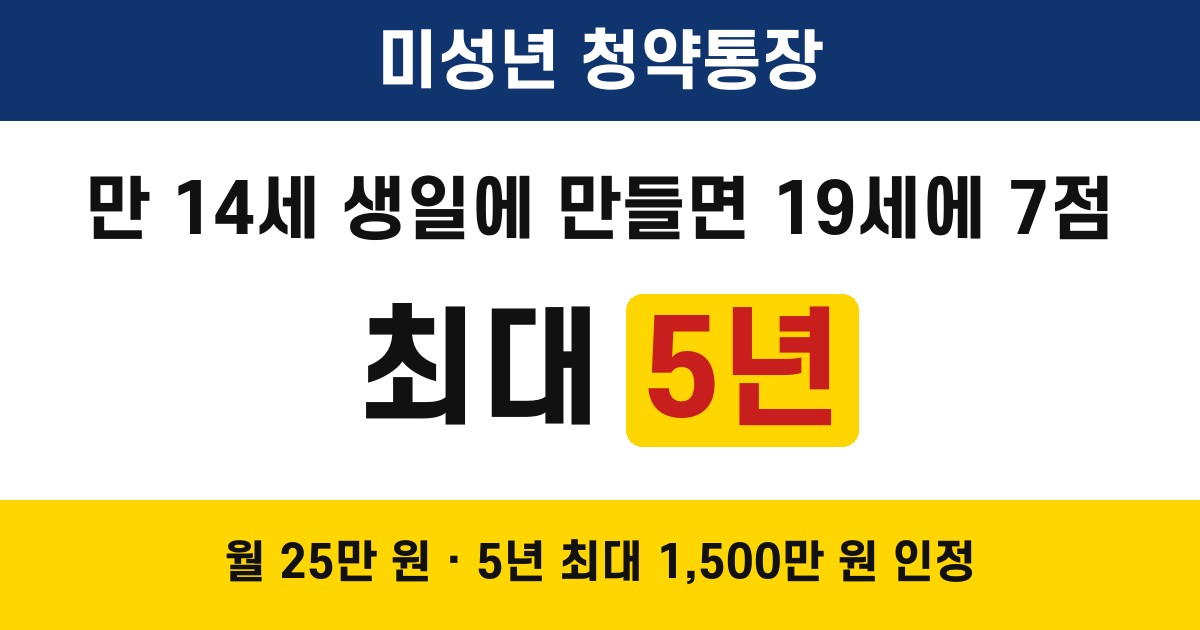 미성년 청약통장
만 14세 생일에 만들면 19세에 7점
최대 5년
월 25만 원 · 5년 최대 1,500만 원 인정